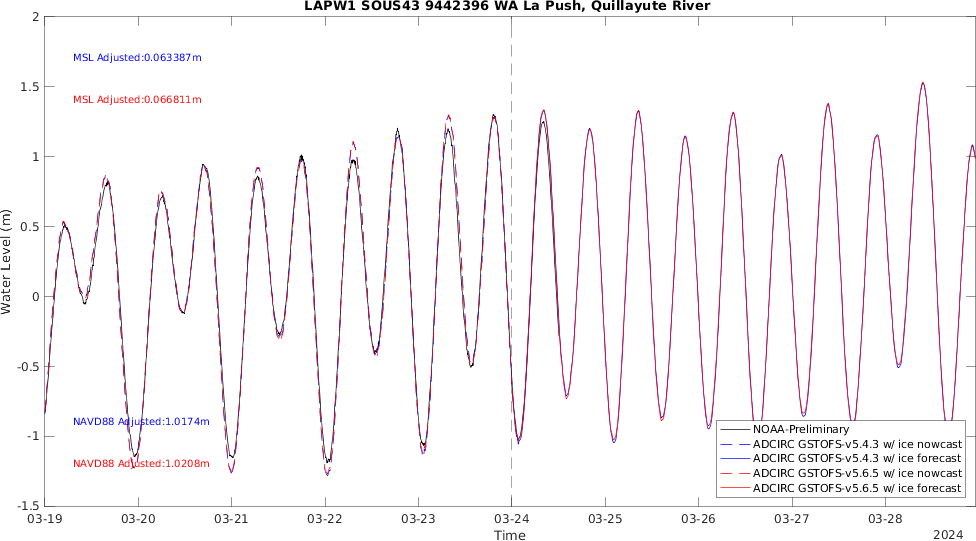 LAPW1 SOUS43 9442396 WA La Push, Quillayute River
2
1.5
1
0.5
0
-0.5
-1
-1.5
Water Level (m)
MSL Adjusted:0.063387m
MSL Adjusted:0.066811m
NAVD88 Adjusted:1.0174m
NAVD88 Adjusted:1.0208m
NOAA-Preliminary
ADCIRC GSTOFS-v5.4.3 w/ ice nowcast
ADCIRC GSTOFS-v5.4.3 w/ ice forecast
ADCIRC GSTOFS-v5.6.5 w/ ice nowcast
ADCIRC GSTOFS-v5.6.5 w/ ice forecast
03-19 03-20 03-21 03-22 03-23 03-24 03-25 03-26 03-27 03-28
Time
2024